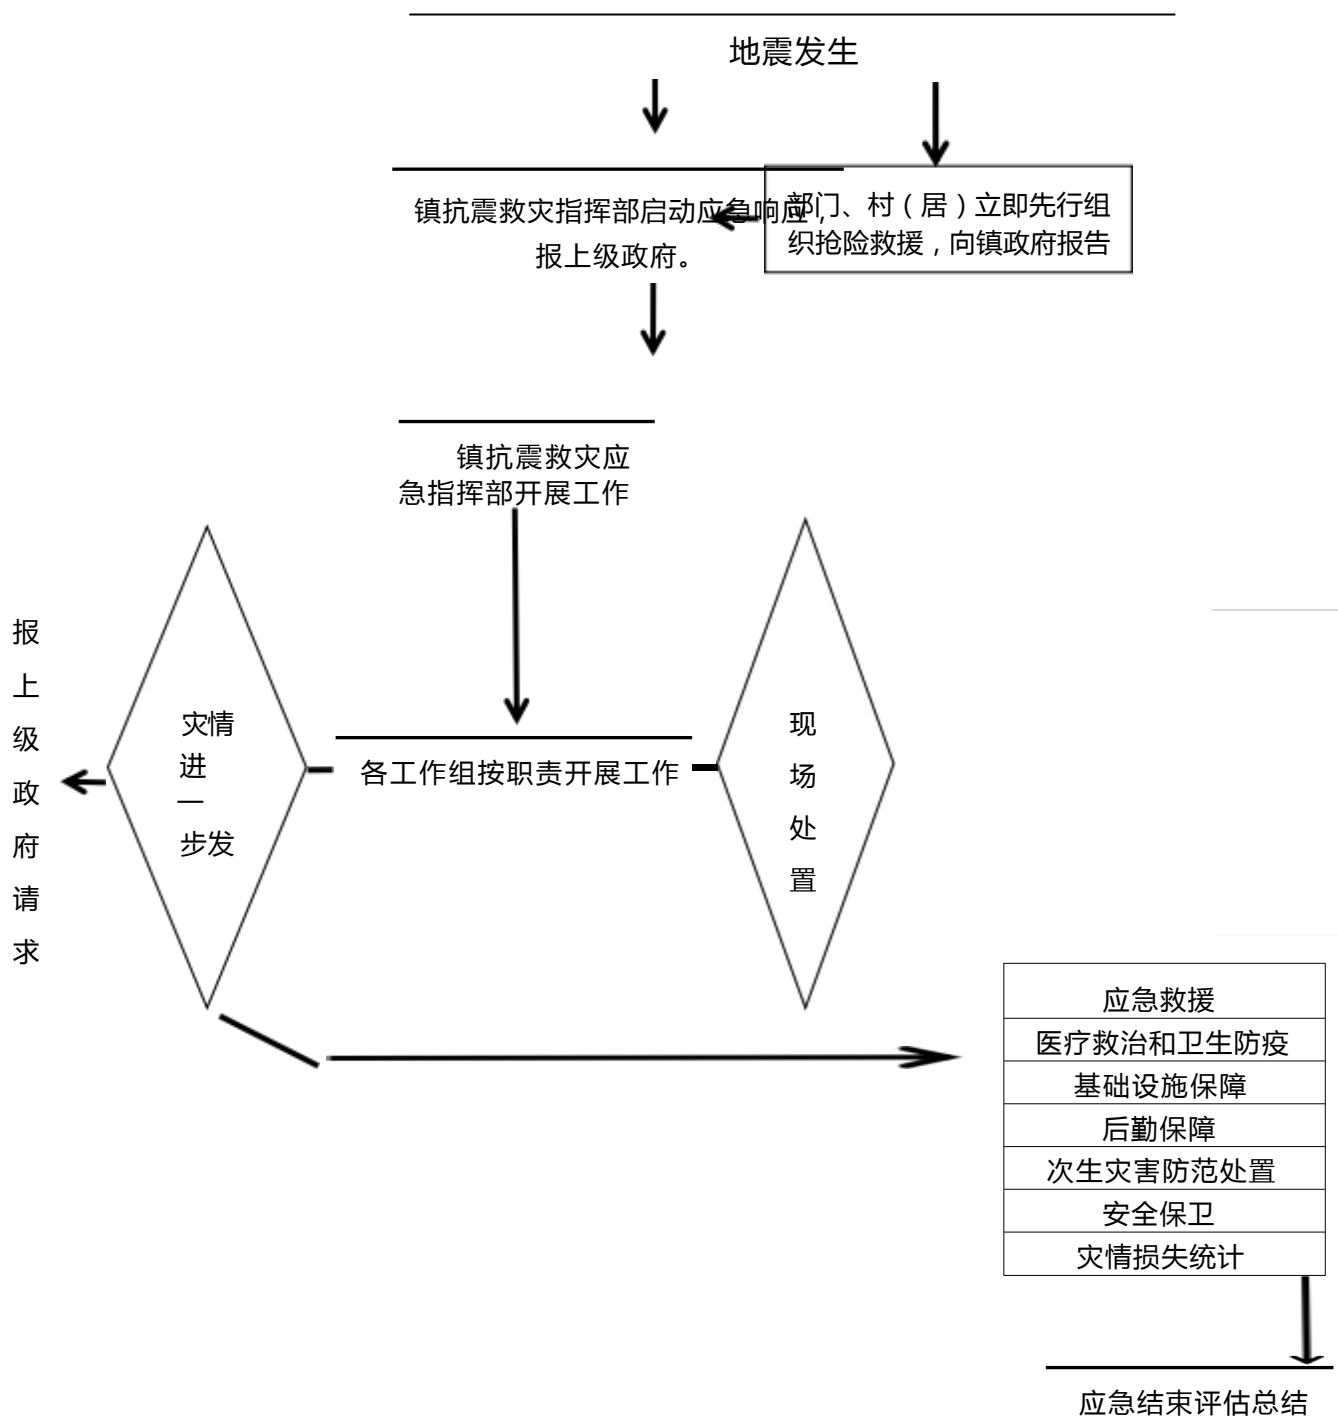 地震发生
镇抗震救灾指挥部启动应急响应，
报上级政府。
部门、村（居）立即先行组
织抢险救援，向镇政府报告
镇抗震救灾应
急指挥部开展工作
报
上
级
政
府
请
求
灾情
进
一
步发
各工作组按职责开展工作
现
场
处
置
应急救援
医疗救治和卫生防疫
基础设施保障
后勤保障
次生灾害防范处置
安全保卫
灾情损失统计
应急结束评估总结